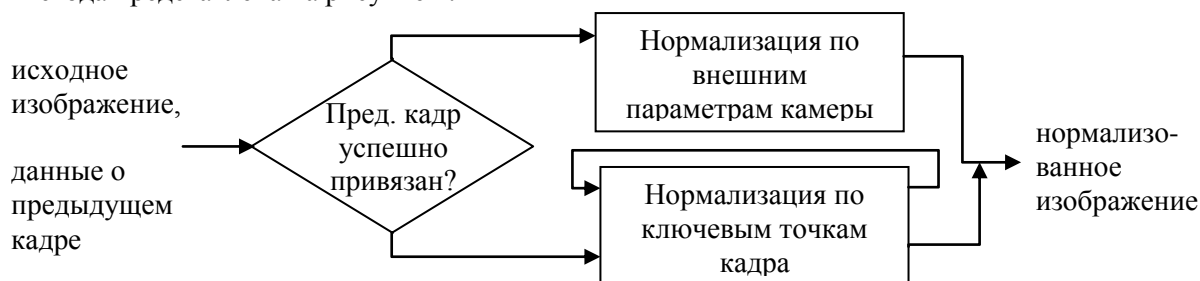 исходное
изображение,
данные о
предыдущем
кадре
Пред. кадр
успешно
привязан?
Нормализация по
внешним
параметрам камеры
Нормализация по
ключевым точкам
кадра
нормализо-
ванное
изображение